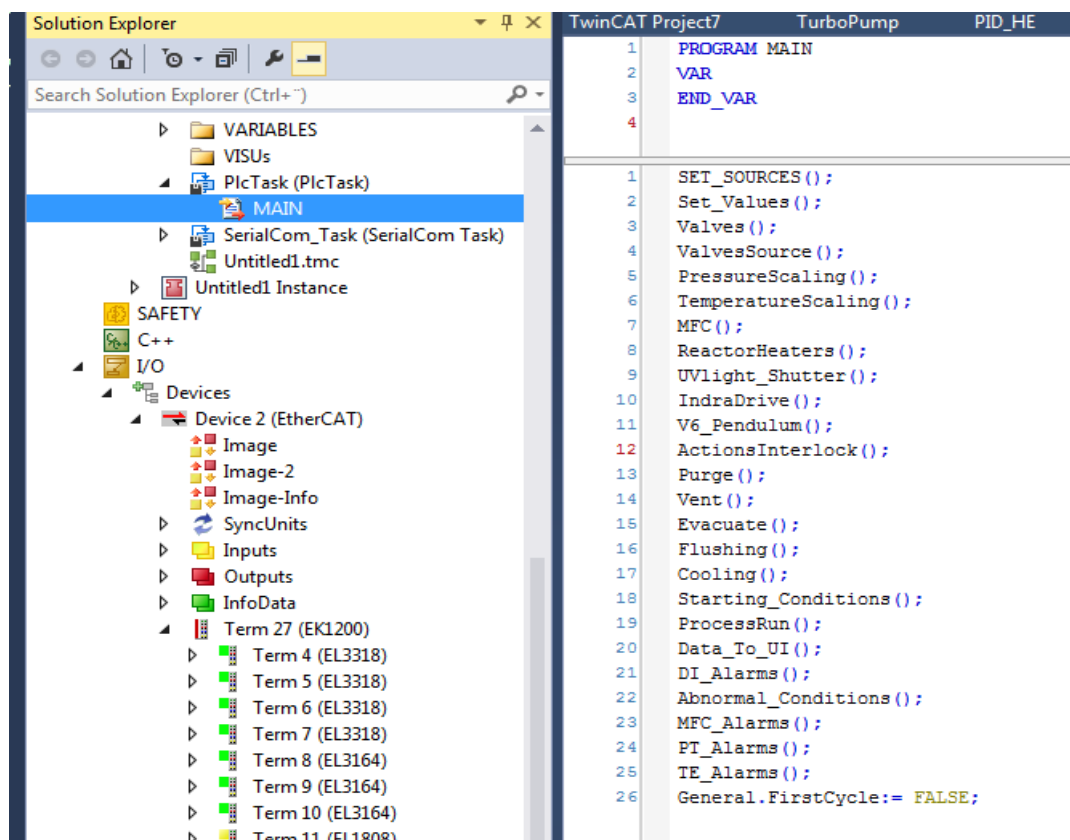 Solution Explorer
Search Solution Explorer (Ctrl+¨)
VARIABLES
VISUs
PlcTask (PlcTask)
MAIN
SerialCom_Task (SerialCom Task)
Untitled1.tmc
Untitled1 Instance
SAFETY
C++
I/O
Devices
Device 2 (EtherCAT)
Image
Image-2
Image-Info
SyncUnits
Inputs
Outputs
InfoData
Term 27 (EK1200)
Term 4 (EL3318)
Term 5 (EL3318)
Term 6 (EL3318)
Term 7 (EL3318)
Term 8 (EL3164)
Term 9 (EL3164)
Term 10 (EL3164)
Term 11 (EL1808)
TwinCAT Project7 TurboPump PID_HE
1 PROGRAM MAIN
2 VAR
3 END_VAR
4
1 SET_SOURCES();
2 Set_Values();
3 Valves();
4 ValvesSource();
5 PressureScaling();
6 TemperatureScaling();
7 MFC();
8 ReactorHeaters();
9 UVlight_Shutter();
10 IndraDrive();
11 V6_Pendulum();
12 ActionsInterlock();
13 Purge();
14 Vent();
15 Evacuate();
16 Flushing();
17 Cooling();
18 Starting_Conditions();
19 ProcessRun();
20 Data_To_UI();
21 DI_Alarms();
22 Abnormal_Conditions();
23 MFC_Alarms();
24 PT_Alarms();
25 TE_Alarms();
26 General.FirstCycle:= FALSE;